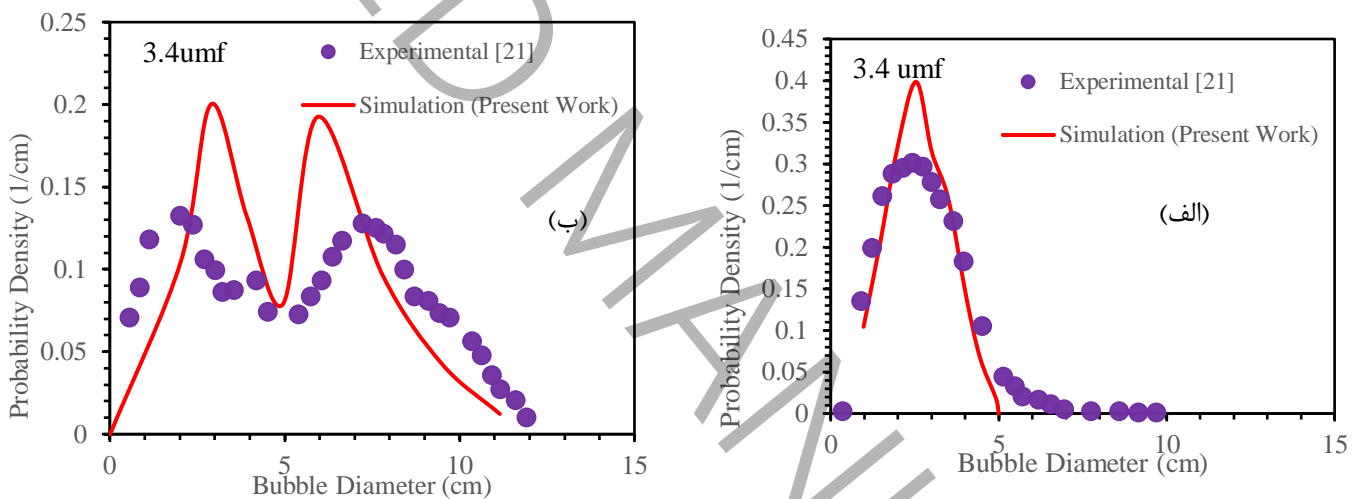 0.25
0.2
0.15
0.1
0.05
0
0 5 10 15
Probability Density (1/cm)
Bubble Diameter (cm)
3.4umf
Experimental [21]
Simulation (Present Work)
(ب)
0.45
0.4
0.35
0.3
0.25
0.2
0.15
0.1
0.05
0
0 5 10 15
Probability Density (1/cm)
Bubble Diameter (cm)
3.4 umf
Experimental [21]
Simulation (Present Work)
(الف)